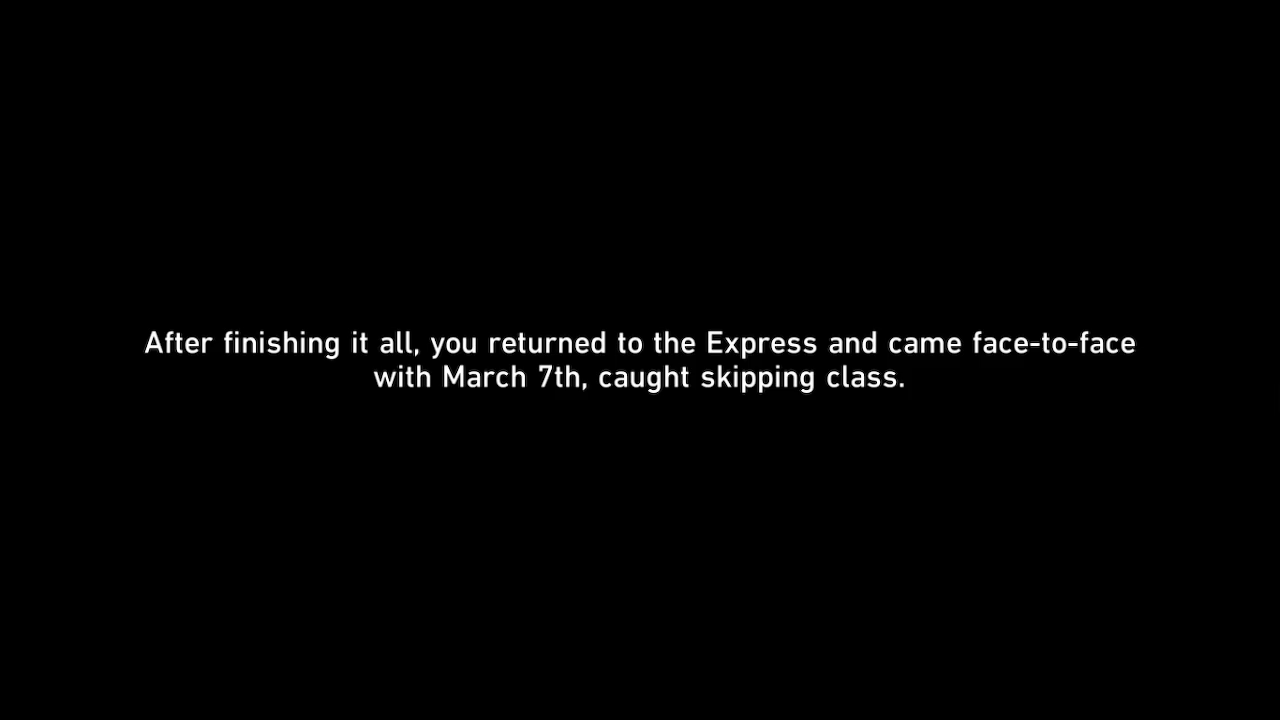 After finishing it all, you returned to the Express and came face-to-face
with March 7th, caught skipping class.